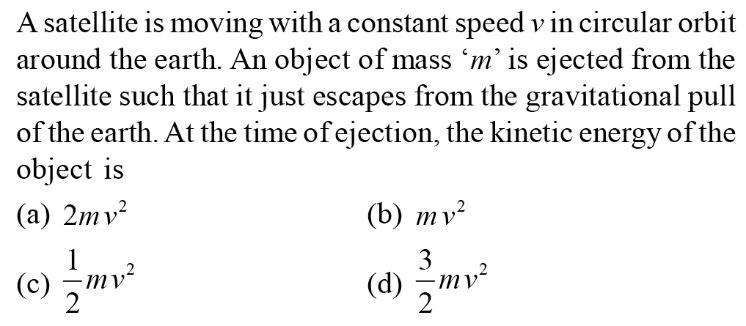 A satellite is moving with a constant speed v in circular orbit
around the earth. An object of mass ‘m’ is ejected from the
satellite such that it just escapes from the gravitational pull
of the earth. At the time of ejection, the kinetic energy of the
object is
(a) 2mv² (b) mv²
(c) 1/2 mv² (d) 3/2 mv²